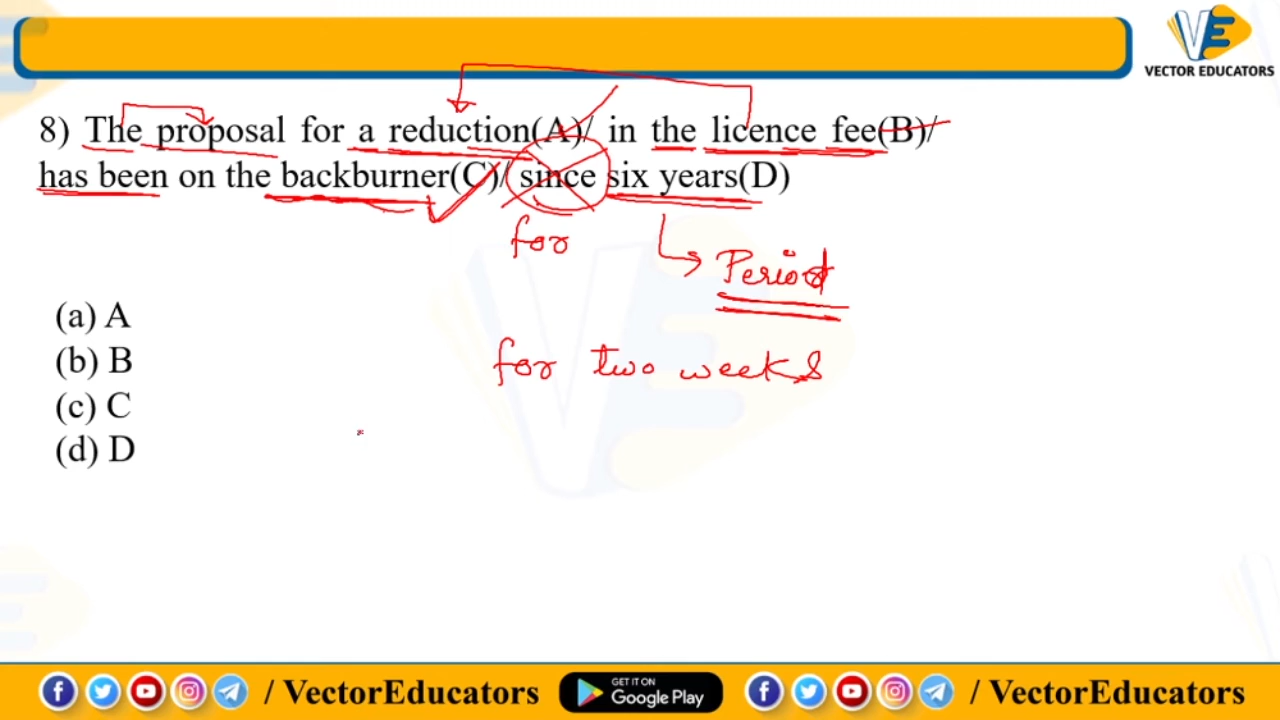 VE
VECTOR EDUCATORS
8) The proposal for a reduction(A)/ in the licence fee(B)/
has been on the backburner(C)/ since six years(D)
for
Period
for two weeks
(a) A
(b) B
(c) C
(d) D
/ VectorEducators
GET IT ON
Google Play
/ VectorEducators